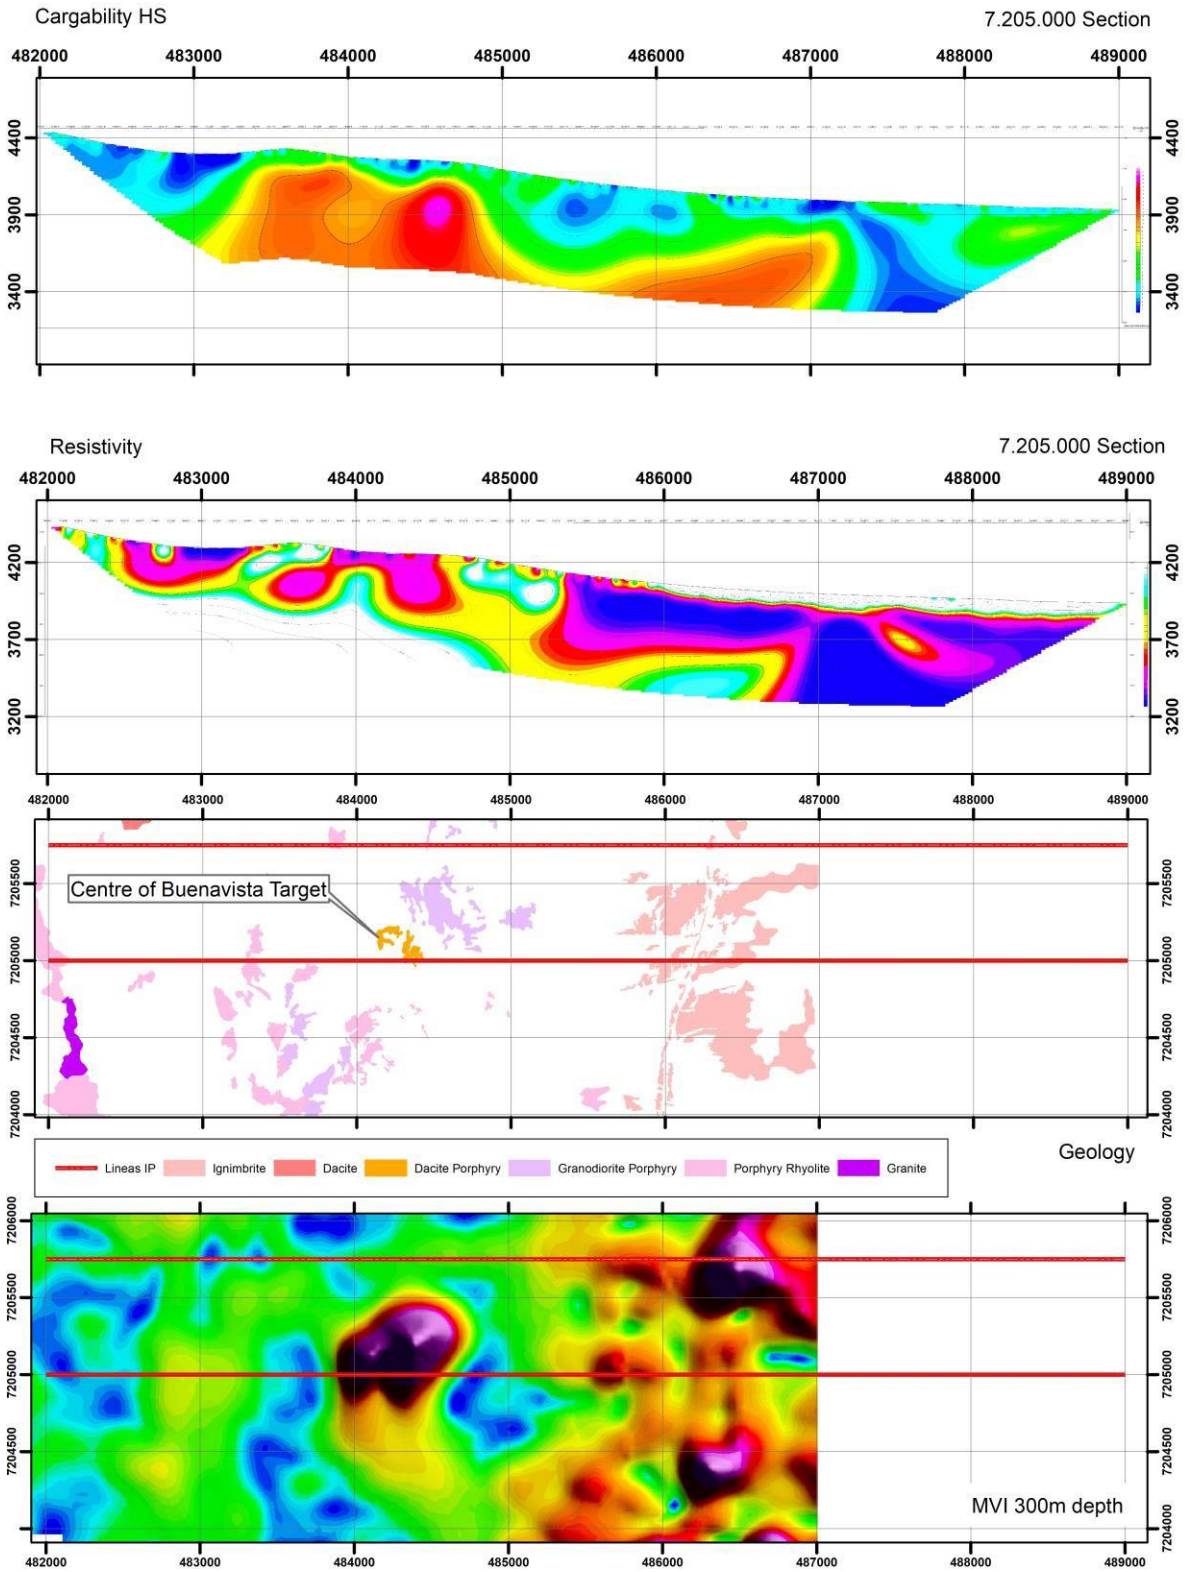 Cargability HS 7.205.000 Section
482000 483000 484000 485000 486000 487000 488000 489000
4400 4400
3900 3900
3400 3400
Resistivity 7.205.000 Section
482000 483000 484000 485000 486000 487000 488000 489000
4200 4200
3700 3700
3200 3200
482000 483000 484000 485000 486000 487000 488000 489000
7205500 7205500
Centre of Buenavista Target
7205000 7205000
7204500 7204500
7204000 7204000
Lineas IP Ignimbrite Dacite Dacite Porphyry Granodiorite Porphyry Porphyry Rhyolite Granite
Geology
7206000 7206000
7205500 7205500
7205000 7205000
7204500 7204500
MVI 300m depth
7204000 7204000
482000 483000 484000 485000 486000 487000 488000 489000